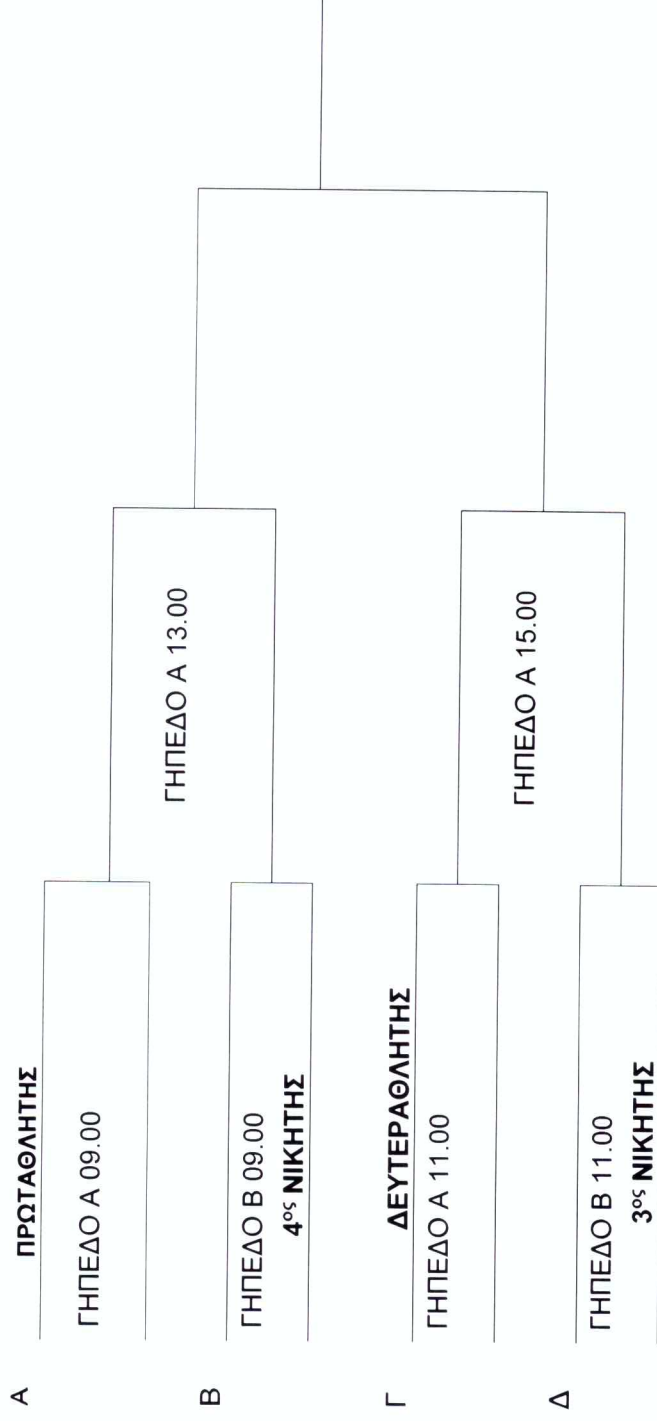 Α
ΠΡΩΤΑΘΛΗΤΗΣ
ΓΗΠΕΔΟ Α 09.00
Β
ΓΗΠΕΔΟ Β 09.00
4ος ΝΙΚΗΤΗΣ
ΓΗΠΕΔΟ Α 13.00
Γ
ΔΕΥΤΕΡΑΘΛΗΤΗΣ
ΓΗΠΕΔΟ Α 11.00
Δ
ΓΗΠΕΔΟ Β 11.00
3ος ΝΙΚΗΤΗΣ
ΓΗΠΕΔΟ Α 15.00